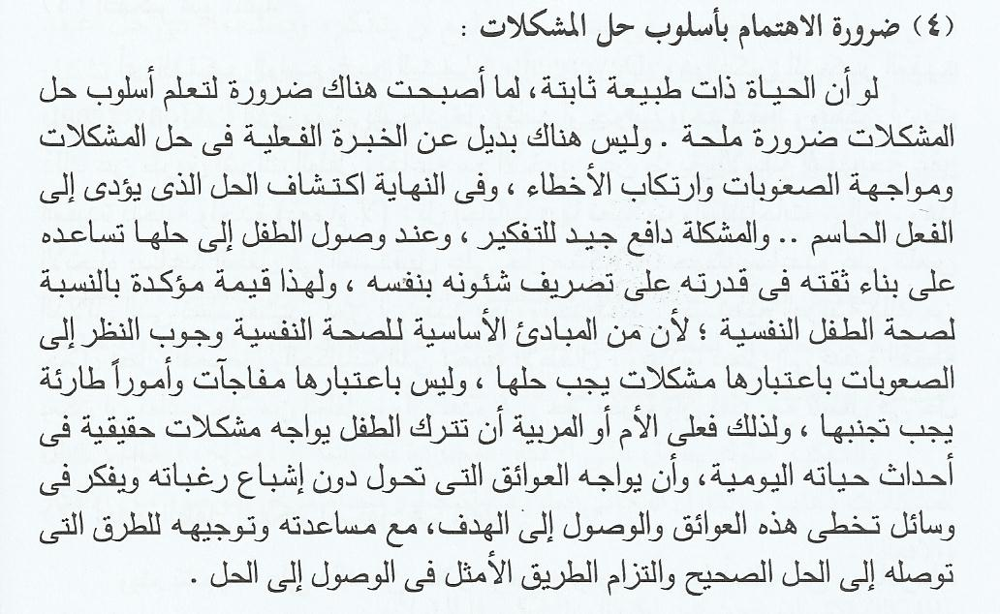 (٤) ضرورة الاهتمام بأسلوب حل المشكلات :
لو أن الحياة ذات طبيعة ثابتة، لما أصبحت هناك ضرورة لتعلم أسلوب حل
المشكلات ضرورة ملحة . وليس هناك بديل عن الخبرة الفعلية فى حل المشكلات
ومواجهة الصعوبات وارتكاب الأخطاء ، وفى النهاية اكتشاف الحل الذى يؤدى إلى
الفعل الحاسم .. والمشكلة دافع جيد للتفكير ، وعند وصول الطفل إلى حلها تساعده
على بناء ثقته فى قدرته على تصريف شئونه بنفسه ، ولهذا قيمة مؤكدة بالنسبة
لصحة الطفل النفسية ؛ لأن من المبادئ الأساسية للصحة النفسية وجوب النظر إلى
الصعوبات باعتبارها مشكلات يجب حلها ، وليس باعتبارها مفاجآت وأموراً طارئة
يجب تجنبها ، ولذلك فعلى الأم أو المربية أن تترك الطفل يواجه مشكلات حقيقية فى
أحداث حياته اليومية، وأن يواجه العوائق التى تحول دون إشباع رغباته ويفكر فى
وسائل تخطى هذه العوائق والوصول إلى الهدف، مع مساعدته وتوجيهه للطرق التى
توصله إلى الحل الصحيح والتزام الطريق الأمثل فى الوصول إلى الحل .